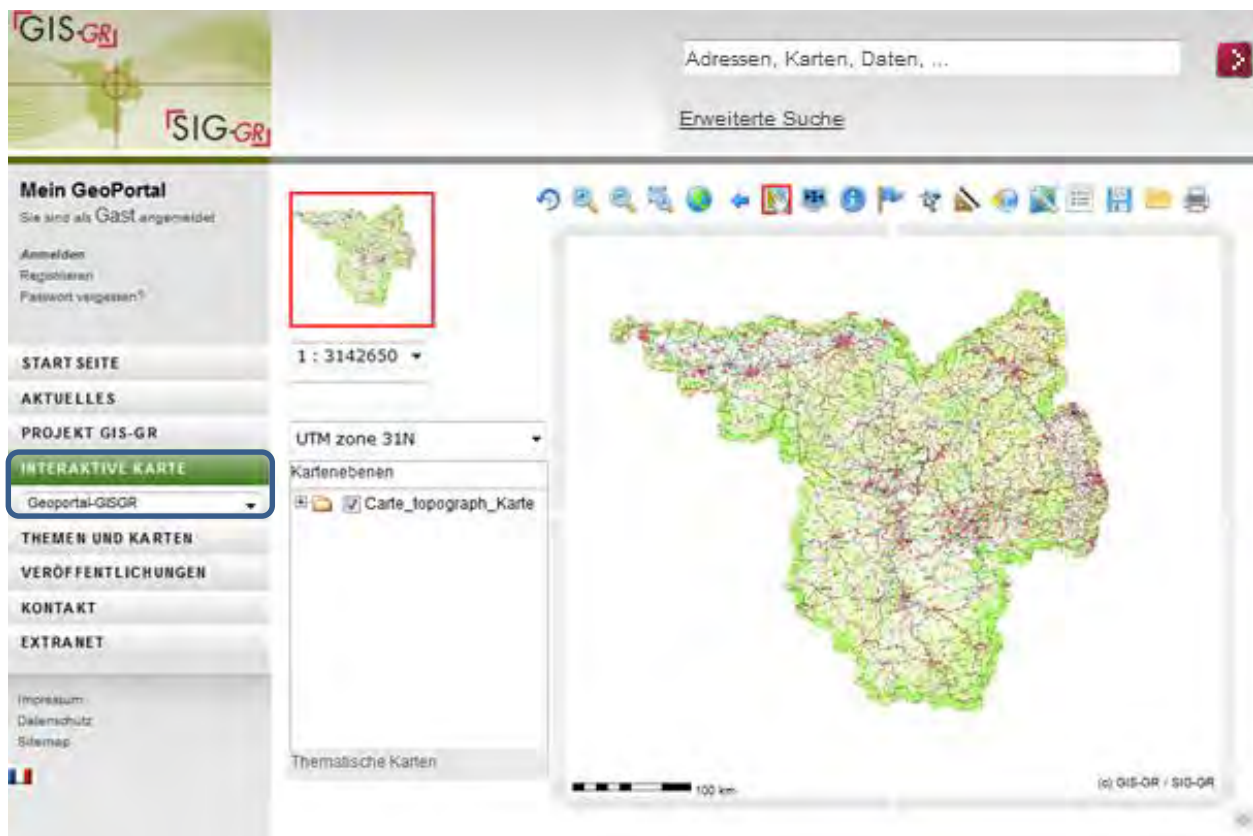 GIS-GR
SIG-GR
Adressen, Karten, Daten, ...
Erweiterte Suche
Mein GeoPortal
Sie sind als Gast angemeldet
Anmelden
Registrieren
Passwort vergessen?
STARTSEITE
AKTUELLES
PROJEKT GIS-GR
INTERAKTIVE KARTE
Geoportal-GISGR
THEMEN UND KARTEN
VERÖFFENTLICHUNGEN
KONTAKT
EXTRANET
Impressum
Datenschutz
Sitemap
1 : 3142650
UTM zone 31N
Kartenebenen
Carte_topograph_Karte
Thematische Karten
100 km
(c) GIS-GR / SIG-GR